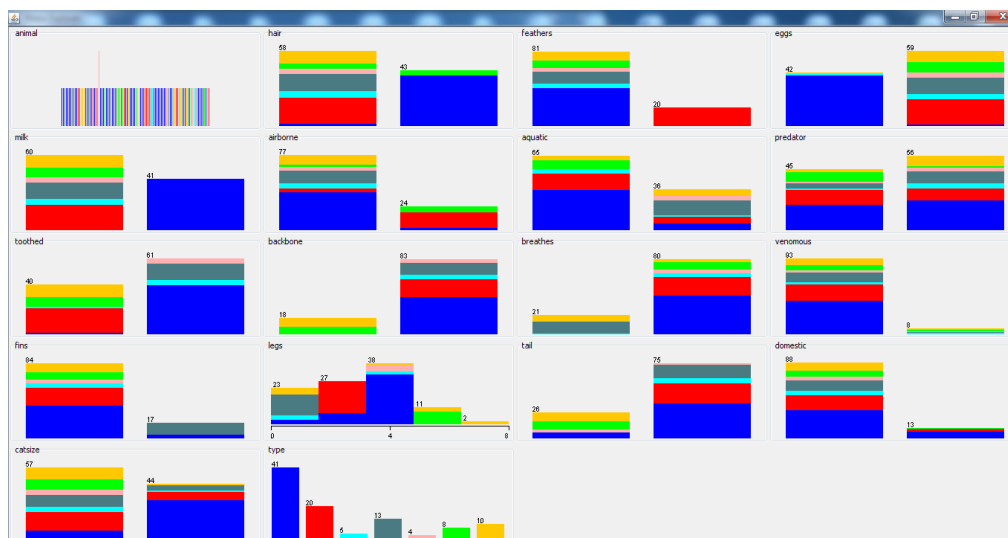 animal
hair
58
43
feathers
81
20
eggs
42
59
milk
60
41
airborne
77
24
aquatic
65
36
predator
45
56
toothed
40
61
backbone
18
83
breathes
21
80
venomous
93
8
fins
84
17
legs
23
27
38
11
2
0
4
8
tail
26
75
domestic
88
13
catsize
57
44
type
41
20
5
13
4
8
10